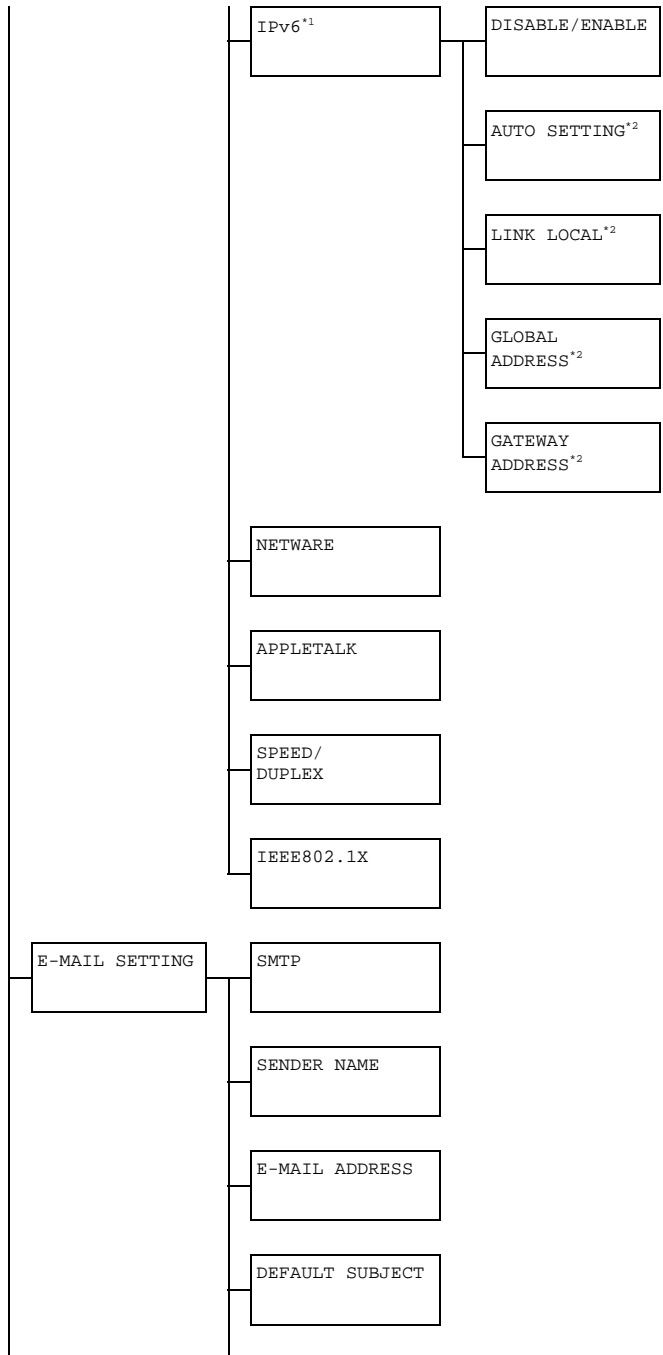 IPv6*1
DISABLE/ENABLE
AUTO SETTING*2
LINK LOCAL*2
GLOBAL
ADDRESS*2
GATEWAY
ADDRESS*2
NETWARE
APPLETALK
SPEED/
DUPLEX
IEEE802.1X
E-MAIL SETTING
SMTP
SENDER NAME
E-MAIL ADDRESS
DEFAULT SUBJECT